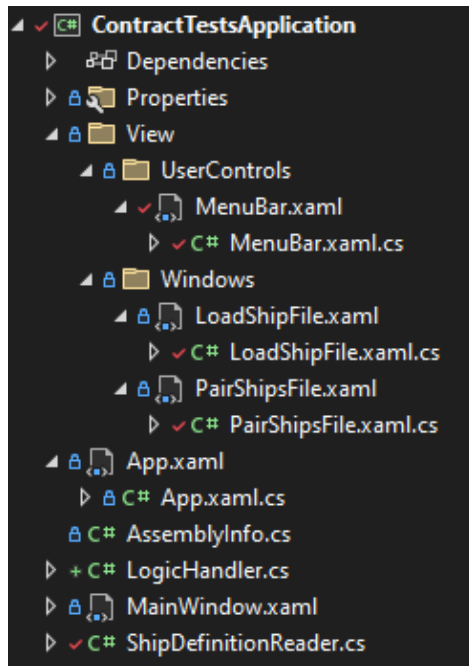 C# ContractTestsApplication
Dependencies
Properties
View
UserControls
MenuBar.xaml
C# MenuBar.xaml.cs
Windows
LoadShipFile.xaml
C# LoadShipFile.xaml.cs
PairShipsFile.xaml
C# PairShipsFile.xaml.cs
App.xaml
C# App.xaml.cs
C# AssemblyInfo.cs
+ C# LogicHandler.cs
MainWindow.xaml
C# ShipDefinitionReader.cs